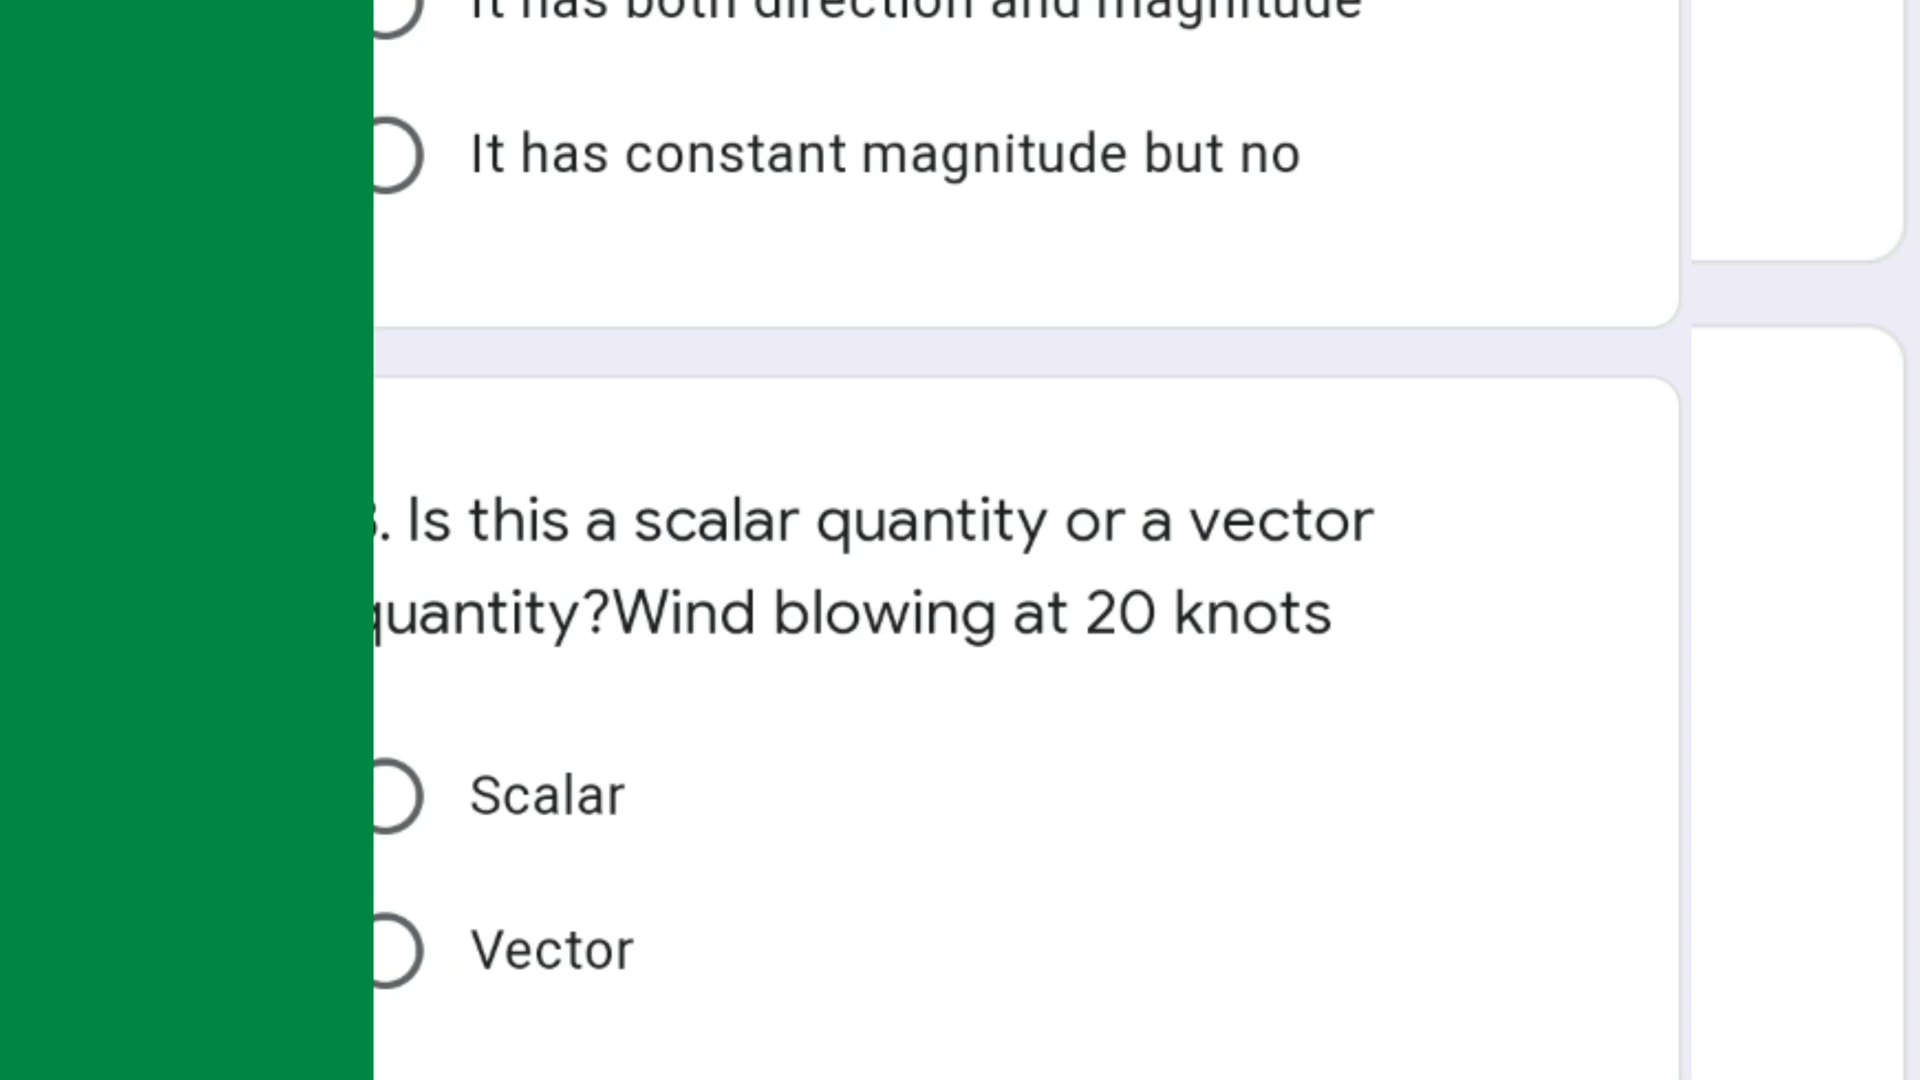 It has both direction and magnitude
It has constant magnitude but no
. Is this a scalar quantity or a vector
quantity?Wind blowing at 20 knots
Scalar
Vector